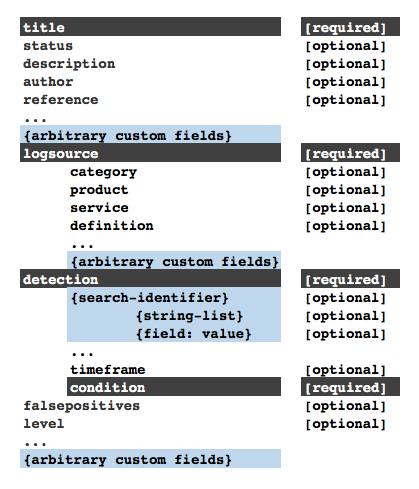 title [required]
status [optional]
description [optional]
author [optional]
reference [optional]
...
{arbitrary custom fields}
logsource [required]
category [optional]
product [optional]
service [optional]
definition [optional]
...
{arbitrary custom fields}
detection [required]
{search-identifier} [optional]
{string-list} [optional]
{field: value} [optional]
...
timeframe [optional]
condition [required]
falsepositives [optional]
level [optional]
...
{arbitrary custom fields}